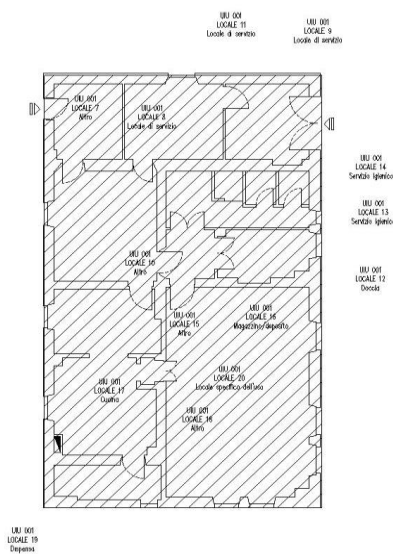 UIU 001
LOCALE 11
Locale di servizio
UIU 001
LOCALE 9
Locale di servizio
UIU 001
LOCALE 7
Altro
UIU 001
LOCALE 8
Locale di servizio
UIU 001
LOCALE 14
Servizio igienico
UIU 001
LOCALE 13
Servizio igienico
UIU 001
LOCALE 10
Altro
UIU 001
LOCALE 12
Doccia
UIU 001
LOCALE 15
Altro
UIU 001
LOCALE 16
Magazzino/deposito
UIU 001
LOCALE 20
Locale specifico dell'uso
UIU 001
LOCALE 17
Cucina
UIU 001
LOCALE 18
Altro
UIU 001
LOCALE 19
Dispensa